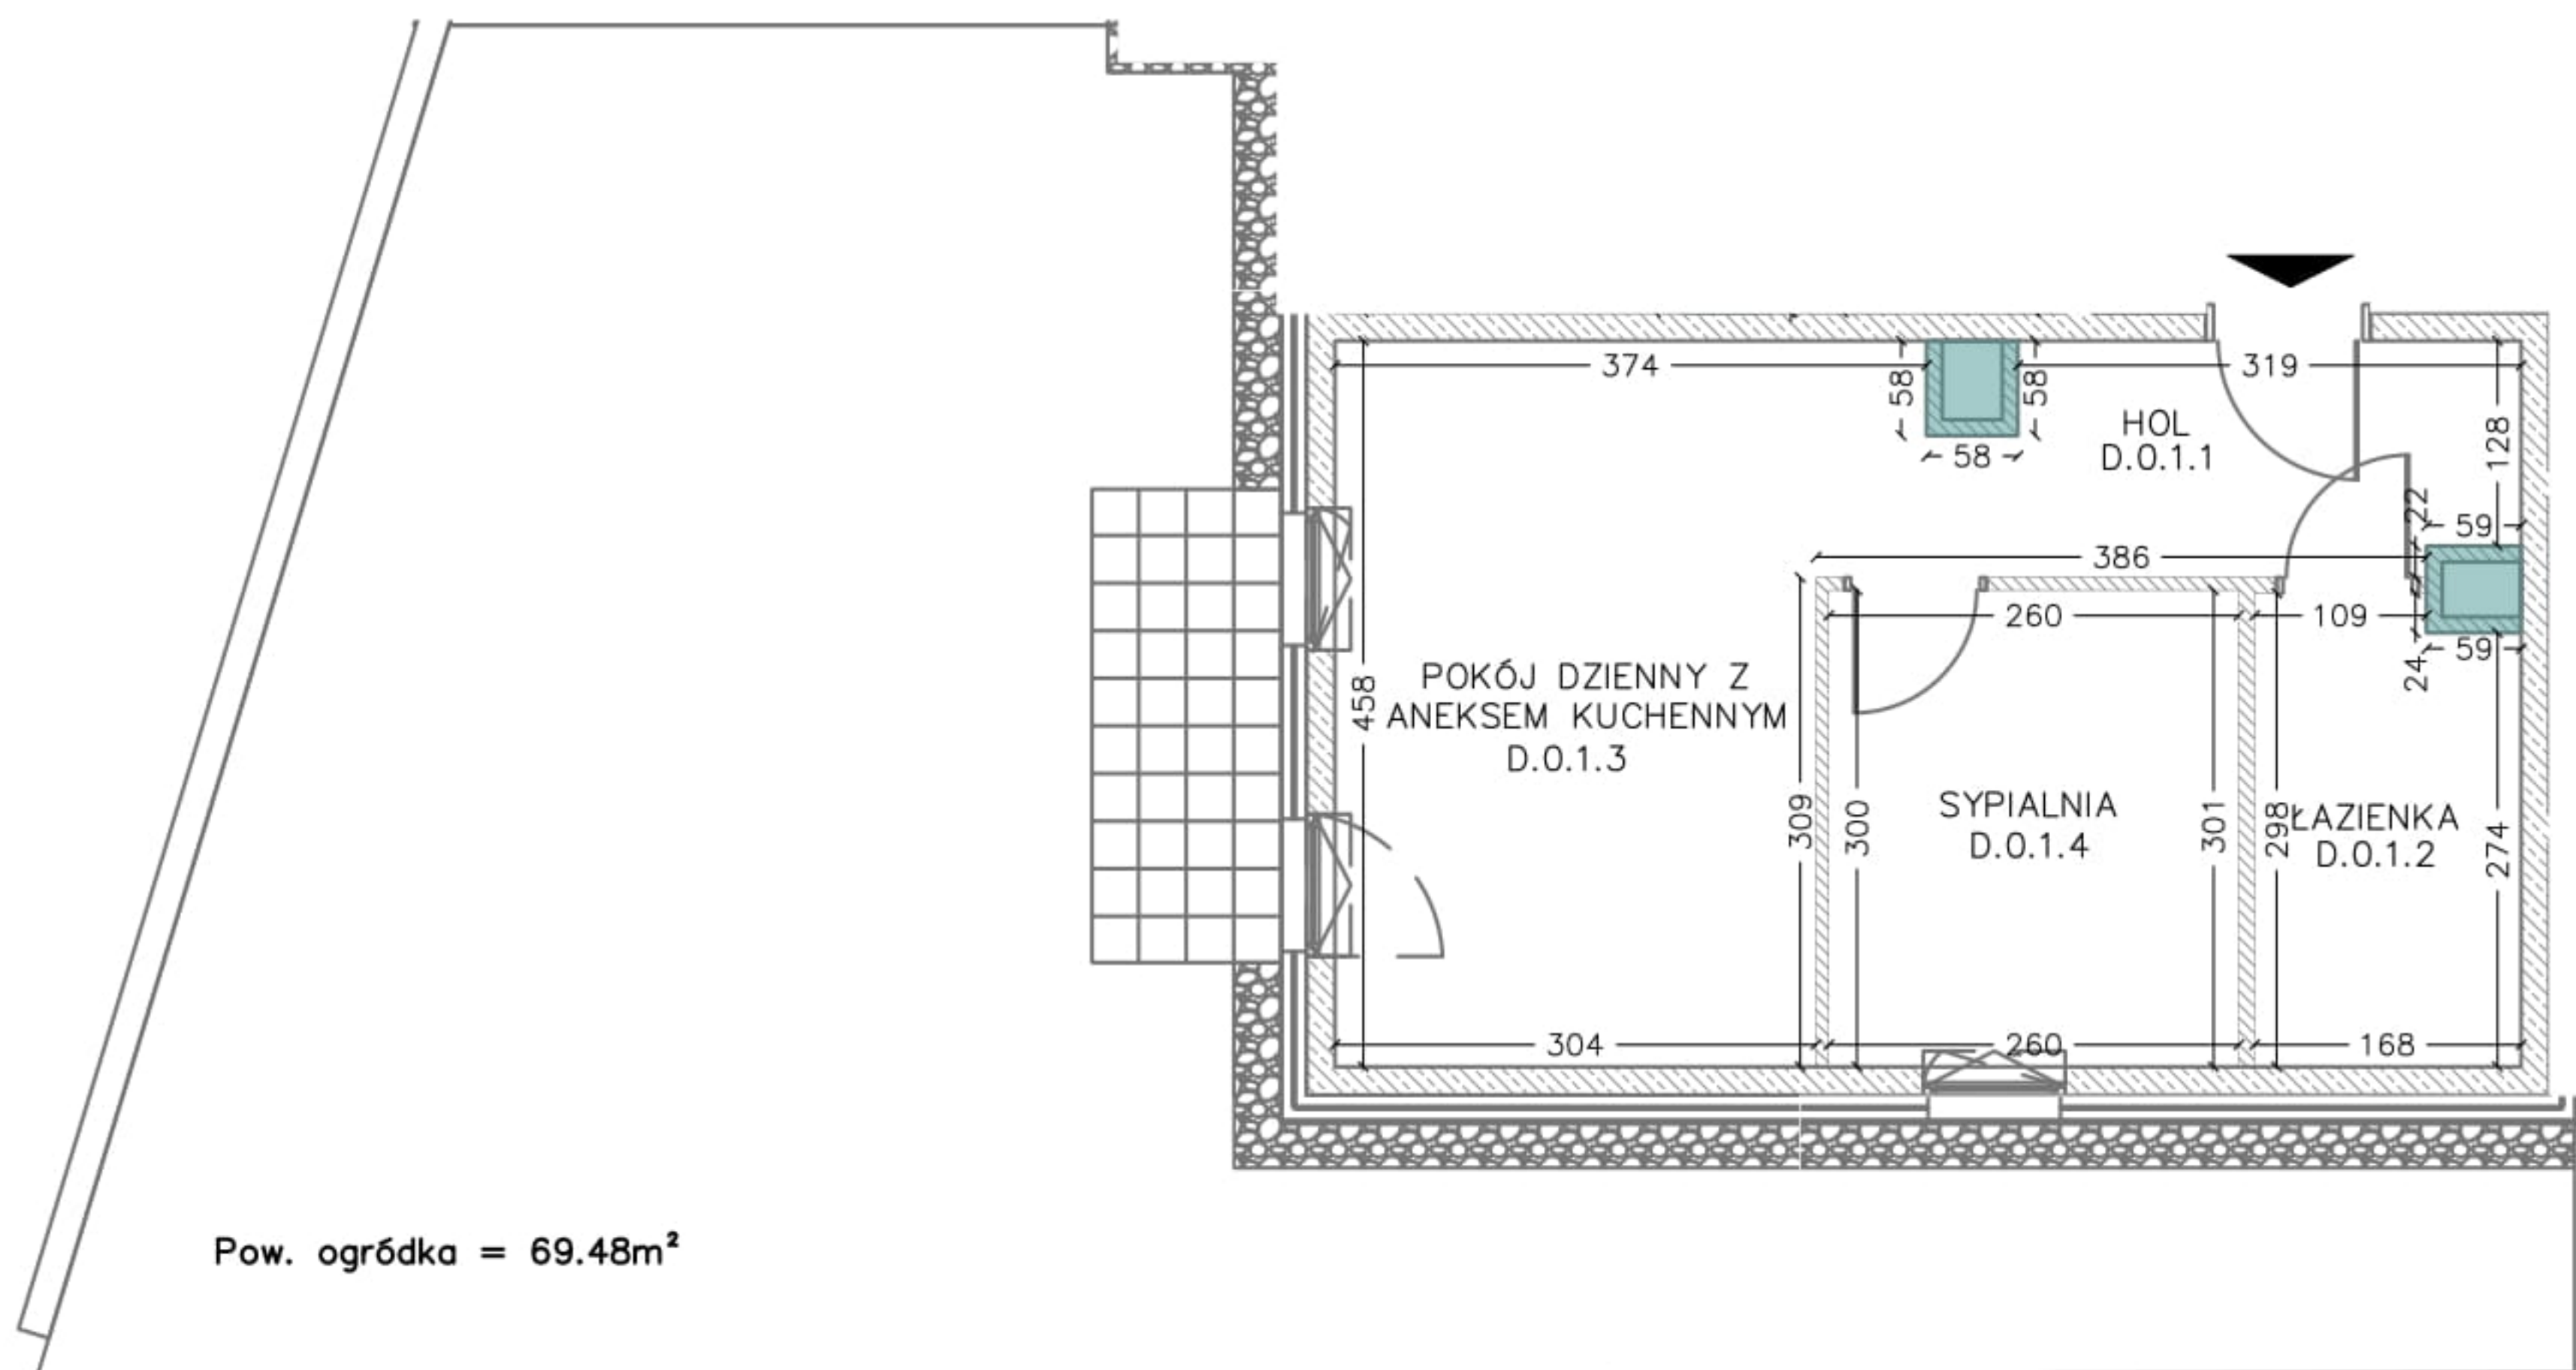 374
319
58
58
58
HOL
D.0.1.1
128
22
59
386
260
109
59
24
POKÓJ DZIENNY Z
ANEKSEM KUCHENNYM
D.0.1.3
458
309
300
SYPIALNIA
D.0.1.4
301
298
ŁAZIENKA
D.0.1.2
274
304
260
168
Pow. ogródka = 69.48m²